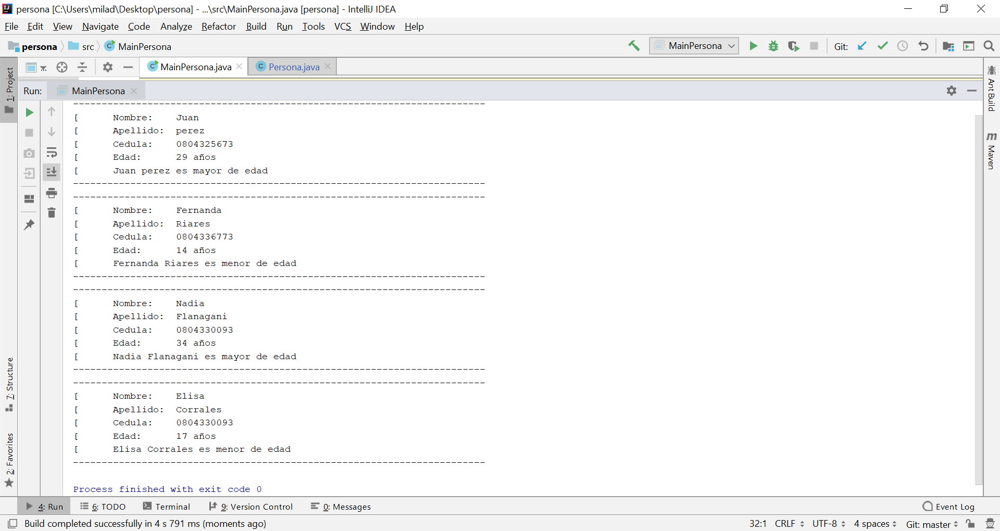 persona [C:\Users\milad\Desktop\persona] - ...\src\MainPersona.java [persona] - IntelliJ IDEA
File Edit View Navigate Code Analyze Refactor Build Run Tools VCS Window Help
persona src MainPersona
MainPersona
Git:
1: Project
MainPersona.java
Persona.java
Ant Build
Run: MainPersona
--------------------------------------------------------------------------------
[ Nombre: Juan
[ Apellido: perez
[ Cedula: 0804325673
[ Edad: 29 años
[ Juan perez es mayor de edad
--------------------------------------------------------------------------------
--------------------------------------------------------------------------------
[ Nombre: Fernanda
[ Apellido: Riares
[ Cedula: 0804336773
[ Edad: 14 años
[ Fernanda Riares es menor de edad
--------------------------------------------------------------------------------
--------------------------------------------------------------------------------
[ Nombre: Nadia
[ Apellido: Flanagani
[ Cedula: 0804330093
[ Edad: 34 años
[ Nadia Flanagani es mayor de edad
--------------------------------------------------------------------------------
--------------------------------------------------------------------------------
[ Nombre: Elisa
[ Apellido: Corrales
[ Cedula: 0804330093
[ Edad: 17 años
[ Elisa Corrales es menor de edad
--------------------------------------------------------------------------------
Process finished with exit code 0
m Maven
7: Structure
2: Favorites
4: Run 6: TODO Terminal 9: Version Control 0: Messages Event Log
Build completed successfully in 4 s 791 ms (moments ago) 32:1 CRLF UTF-8 4 spaces Git: master